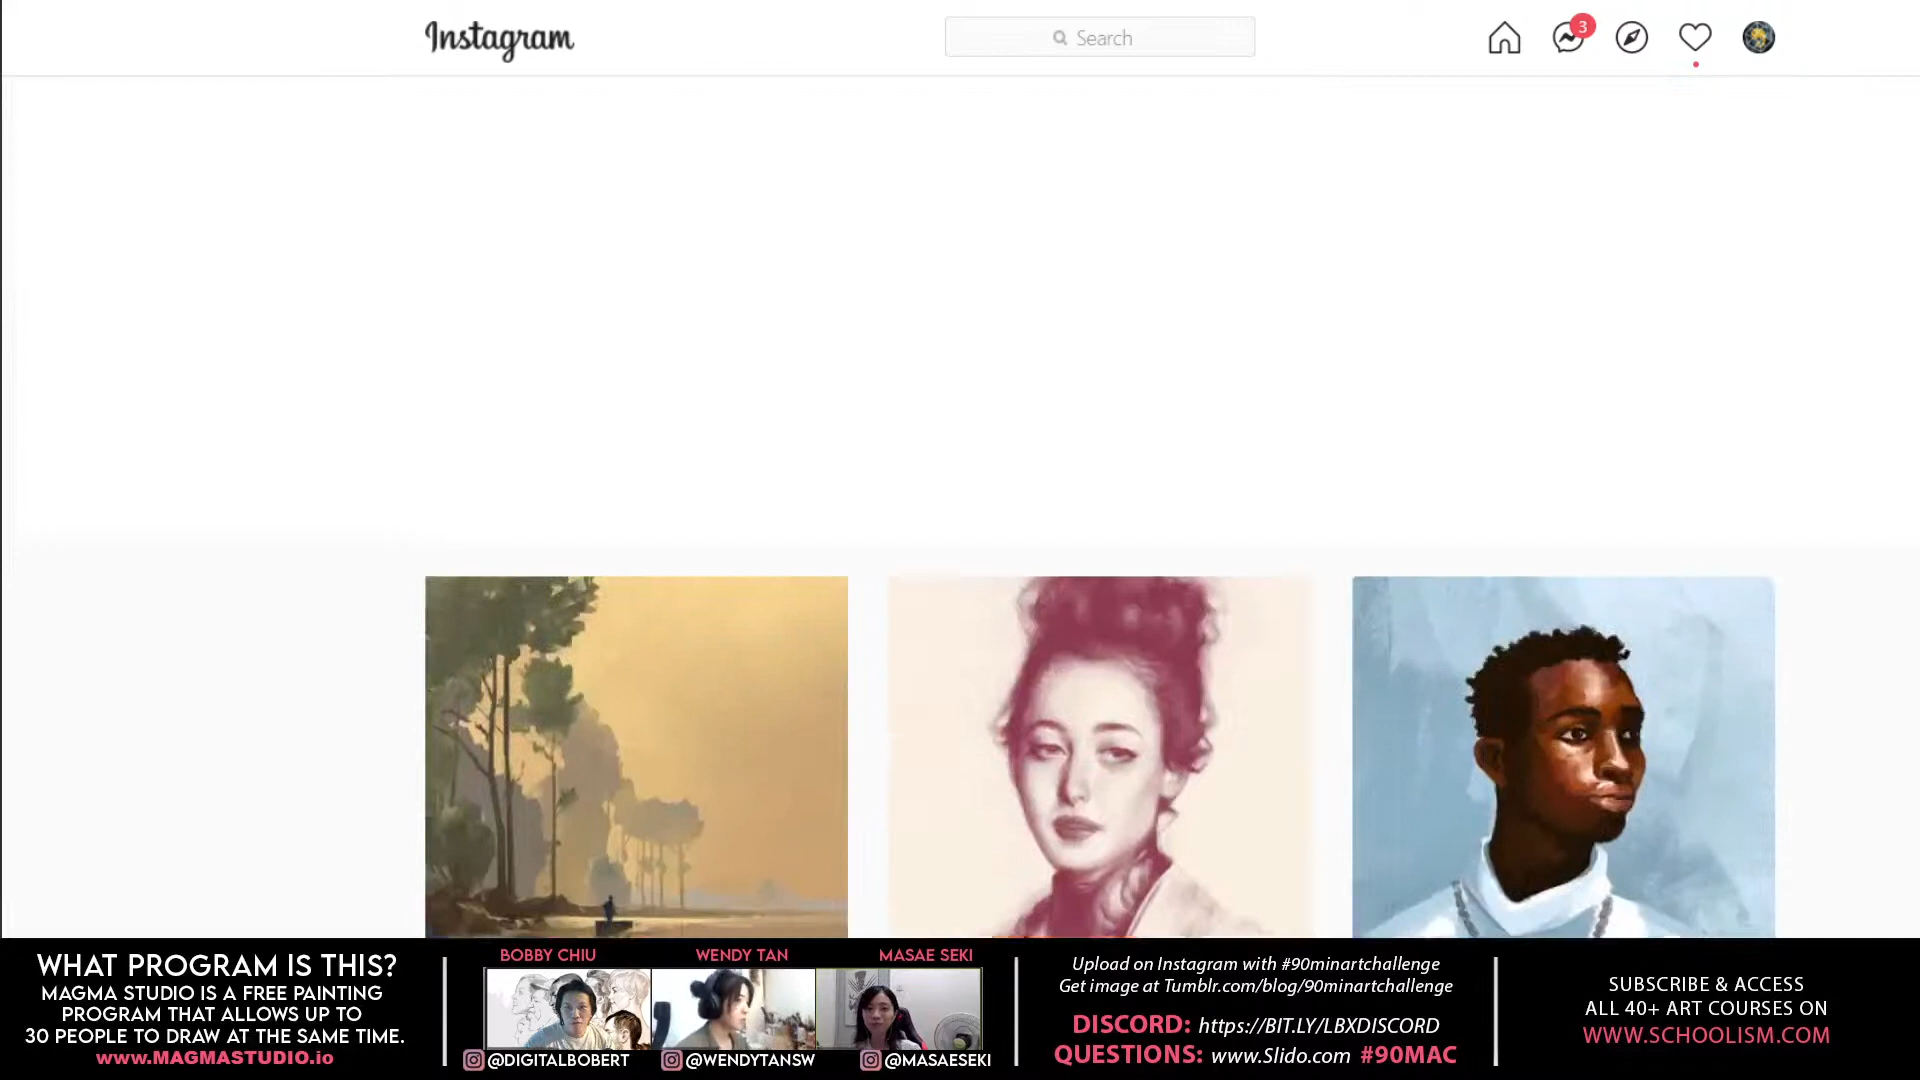 Instagram
Search
3
WHAT PROGRAM IS THIS?
MAGMA STUDIO IS A FREE PAINTING
PROGRAM THAT ALLOWS UP TO
30 PEOPLE TO DRAW AT THE SAME TIME.
www.MAGMASTUDIO.io
BOBBY CHIU
WENDY TAN
MASAE SEKI
@DIGITALBOBERT
@WENDYTANSW
@MASAESEKI
Upload on Instagram with #90minartchallenge
Get image at Tumblr.com/blog/90minartchallenge
DISCORD: https://BIT.LY/LBXDISCORD
QUESTIONS: www.Slido.com #90MAC
SUBSCRIBE & ACCESS
ALL 40+ ART COURSES ON
WWW.SCHOOLISM.COM